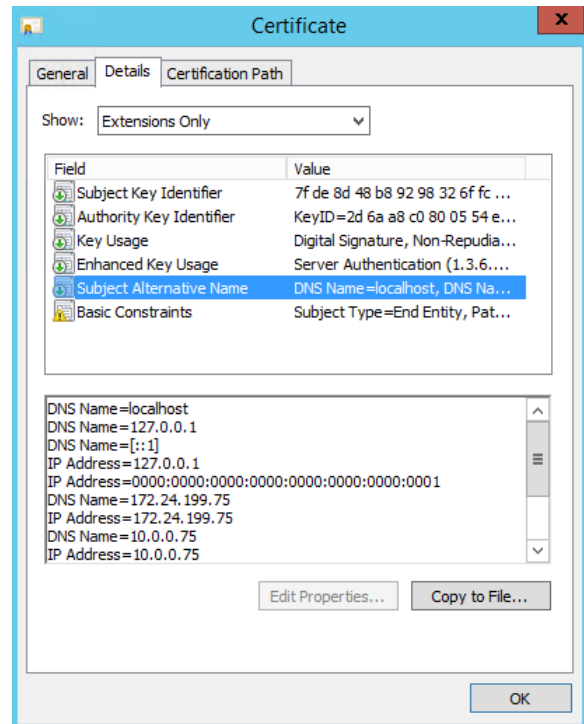 Certificate
x
General Details Certification Path
Show: Extensions Only
Field Value
Subject Key Identifier 7f de 8d 48 b8 92 98 32 6f fc ...
Authority Key Identifier KeyID=2d 6a a8 c0 80 05 54 e...
Key Usage Digital Signature, Non-Repudia...
Enhanced Key Usage Server Authentication (1.3.6....
Subject Alternative Name DNS Name=localhost, DNS Na...
Basic Constraints Subject Type=End Entity, Pat...
DNS Name=localhost
DNS Name=127.0.0.1
DNS Name=[::1]
IP Address=127.0.0.1
IP Address=0000:0000:0000:0000:0000:0000:0000:0001
DNS Name=172.24.199.75
IP Address=172.24.199.75
DNS Name=10.0.0.75
IP Address=10.0.0.75
Edit Properties... Copy to File...
OK